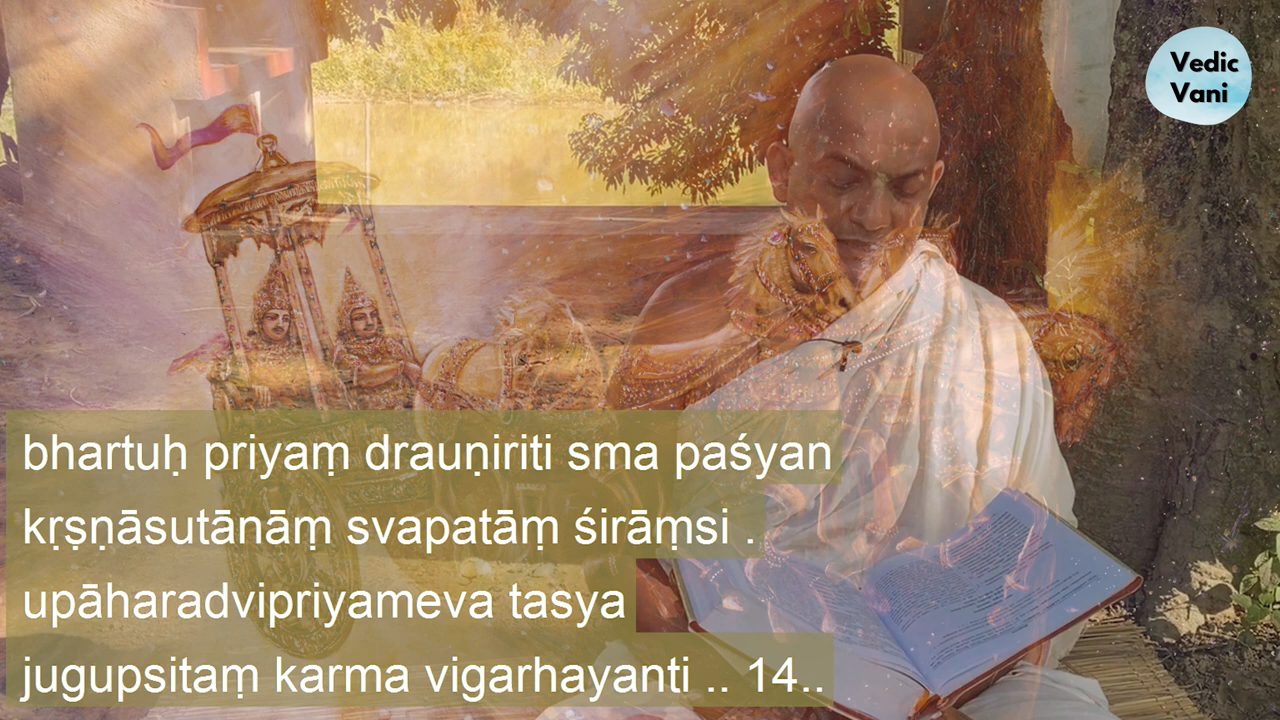 Vedic
Vani
bhartuḥ priyaṃ drauṇiriti sma paśyan
kṛṣṇāsutānāṃ svapatāṃ śirāṃsi .
upāharadvipriyameva tasya
jugupsitaṃ karma vigarhayanti .. 14..